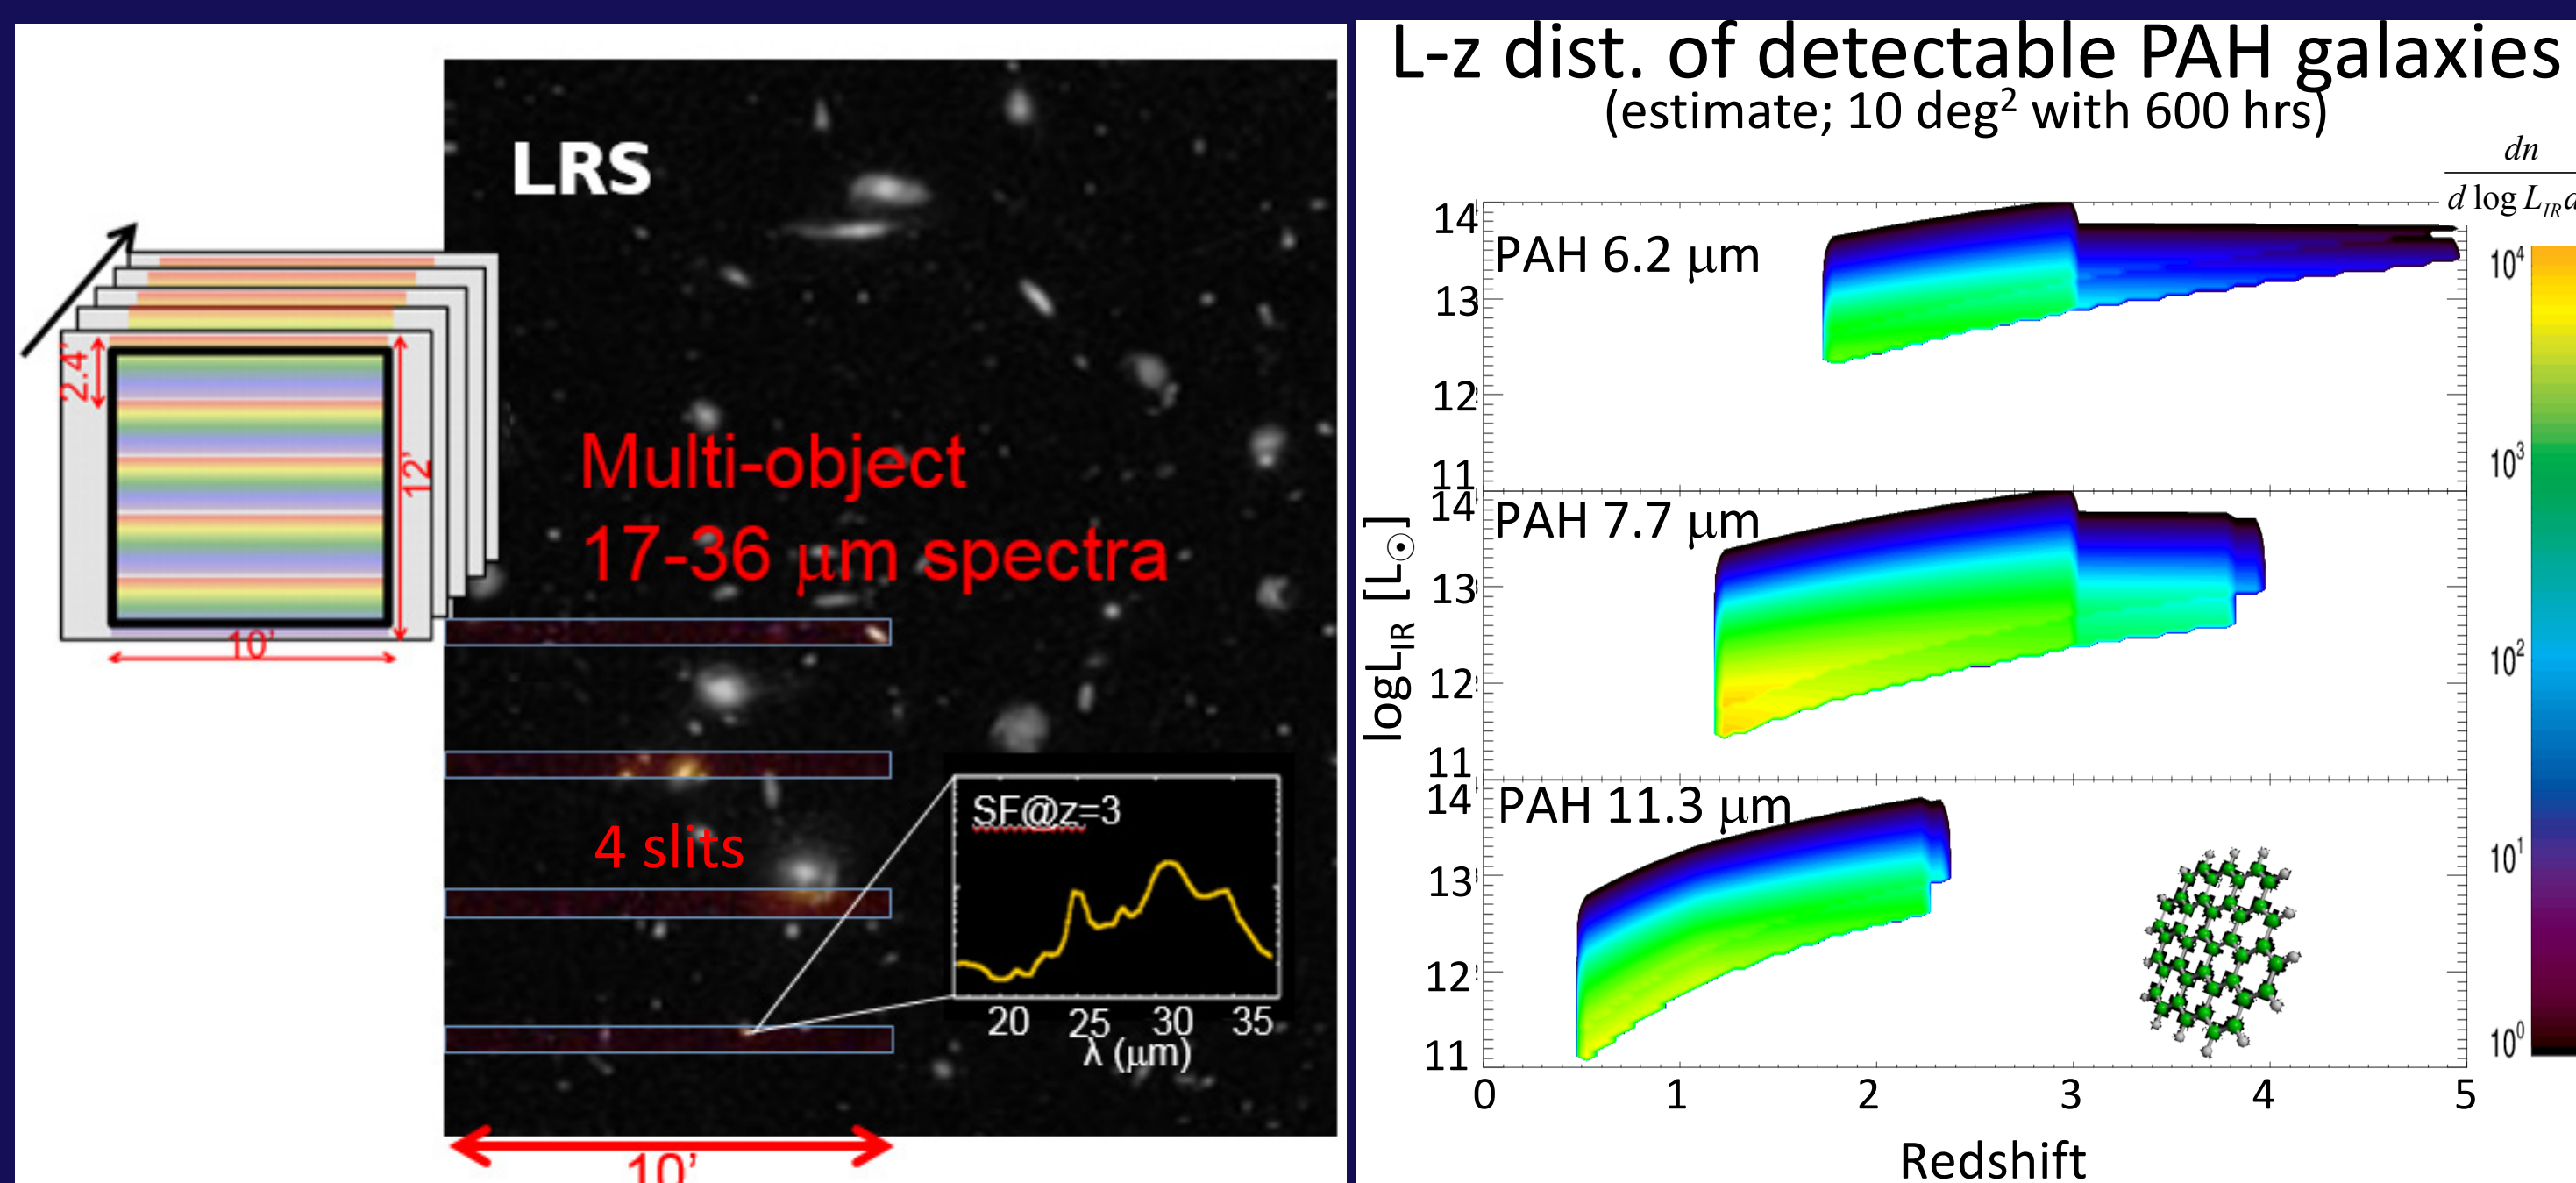 LRS
2.4'
12'
10'
Multi-object
17-36 μm spectra
4 slits
SF@z=3
20 25 30 35
λ (μm)
10'
L-z dist. of detectable PAH galaxies
(estimate; 10 deg² with 600 hrs)
dn
d log L_IR d
PAH 6.2 μm
14
13
12
11
PAH 7.7 μm
14
13
12
11
PAH 11.3 μm
14
13
12
11
logL_IR [L☉]
0 1 2 3 4 5
Redshift
10⁴
10³
10²
10¹
10⁰